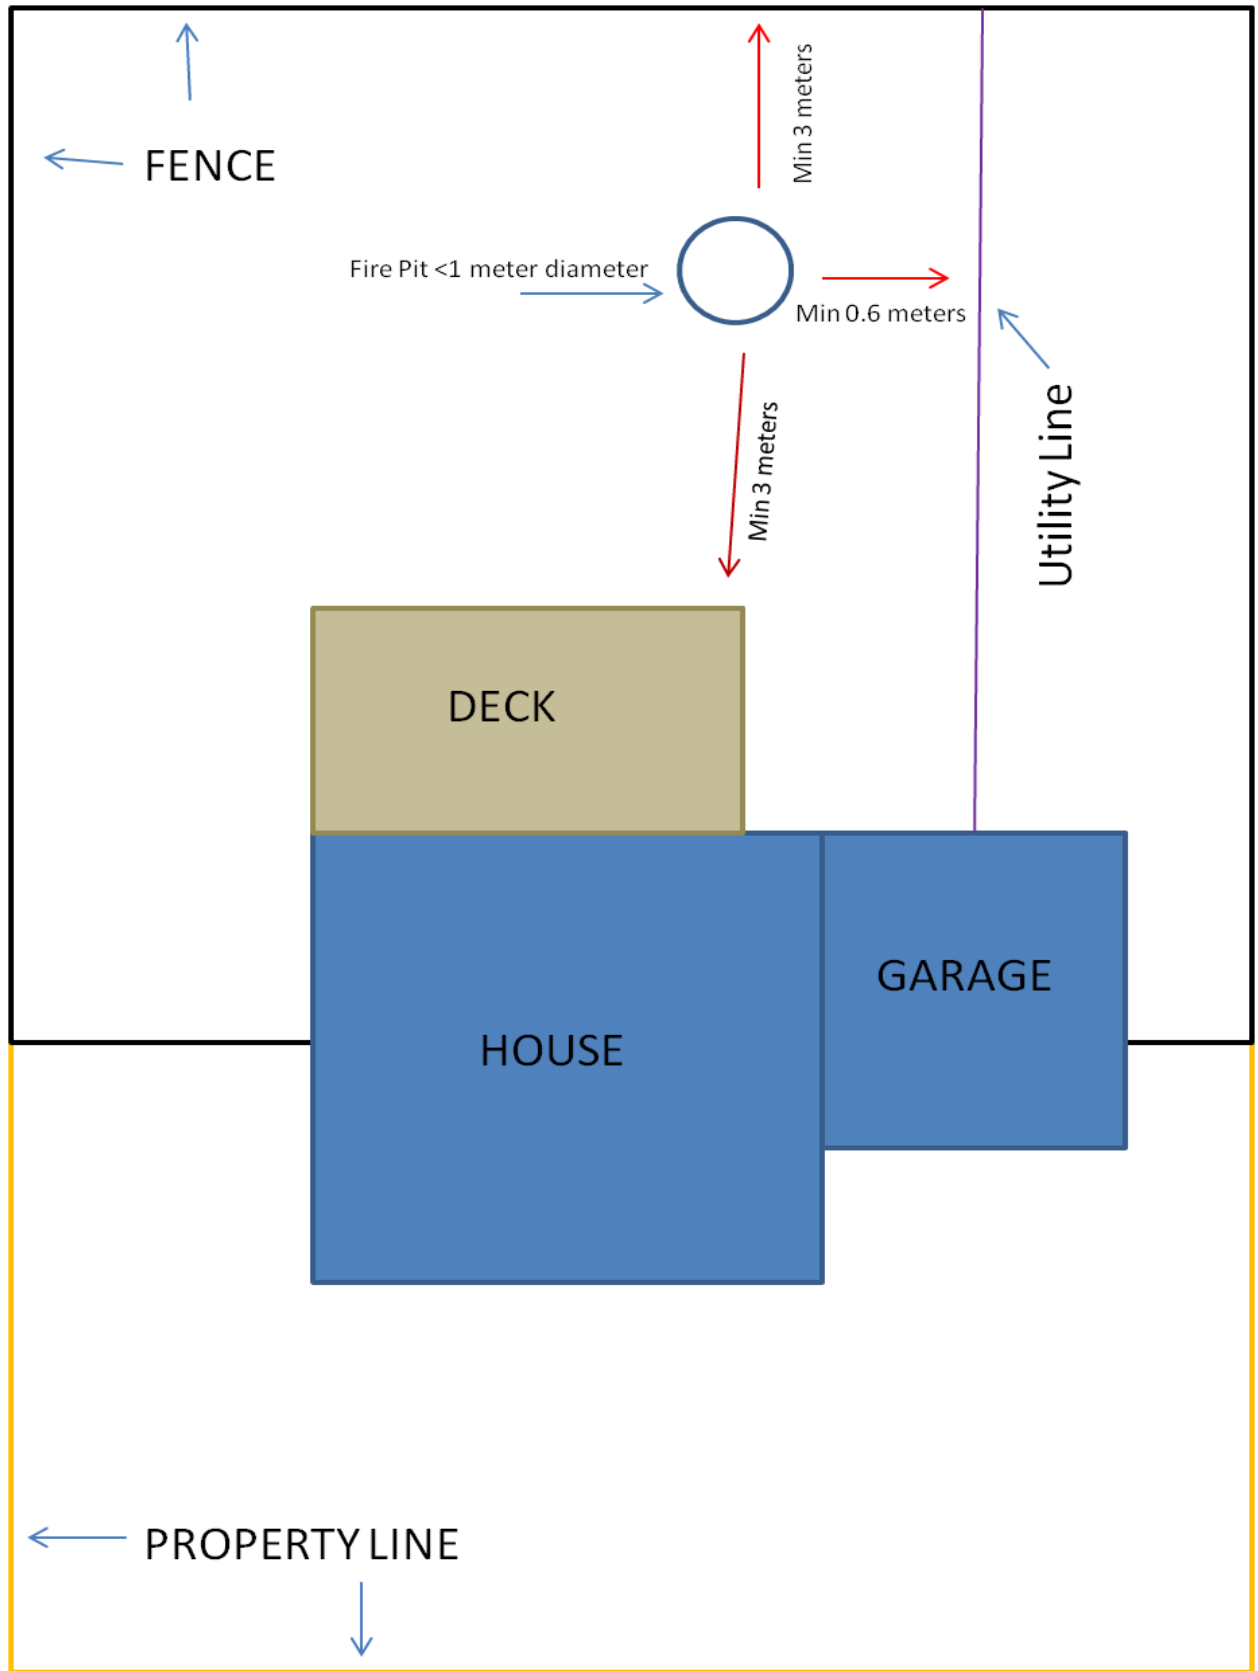 Min 3 meters
FENCE
Fire Pit <1 meter diameter
Min 0.6 meters
Min 3 meters
Utility Line
DECK
GARAGE
HOUSE
PROPERTY LINE